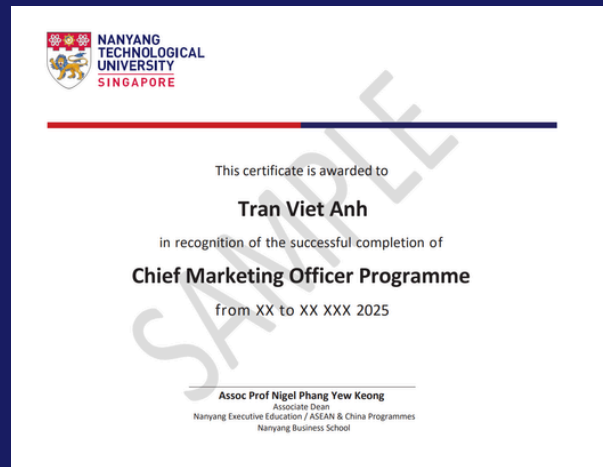 NANYANG
TECHNOLOGICAL
UNIVERSITY
SINGAPORE
This certificate is awarded to
Tran Viet Anh
in recognition of the successful completion of
Chief Marketing Officer Programme
from XX to XX XXX 2025
SAMPLE
Assoc Prof Nigel Phang Yew Keong
Associate Dean
Nanyang Executive Education / ASEAN & China Programmes
Nanyang Business School